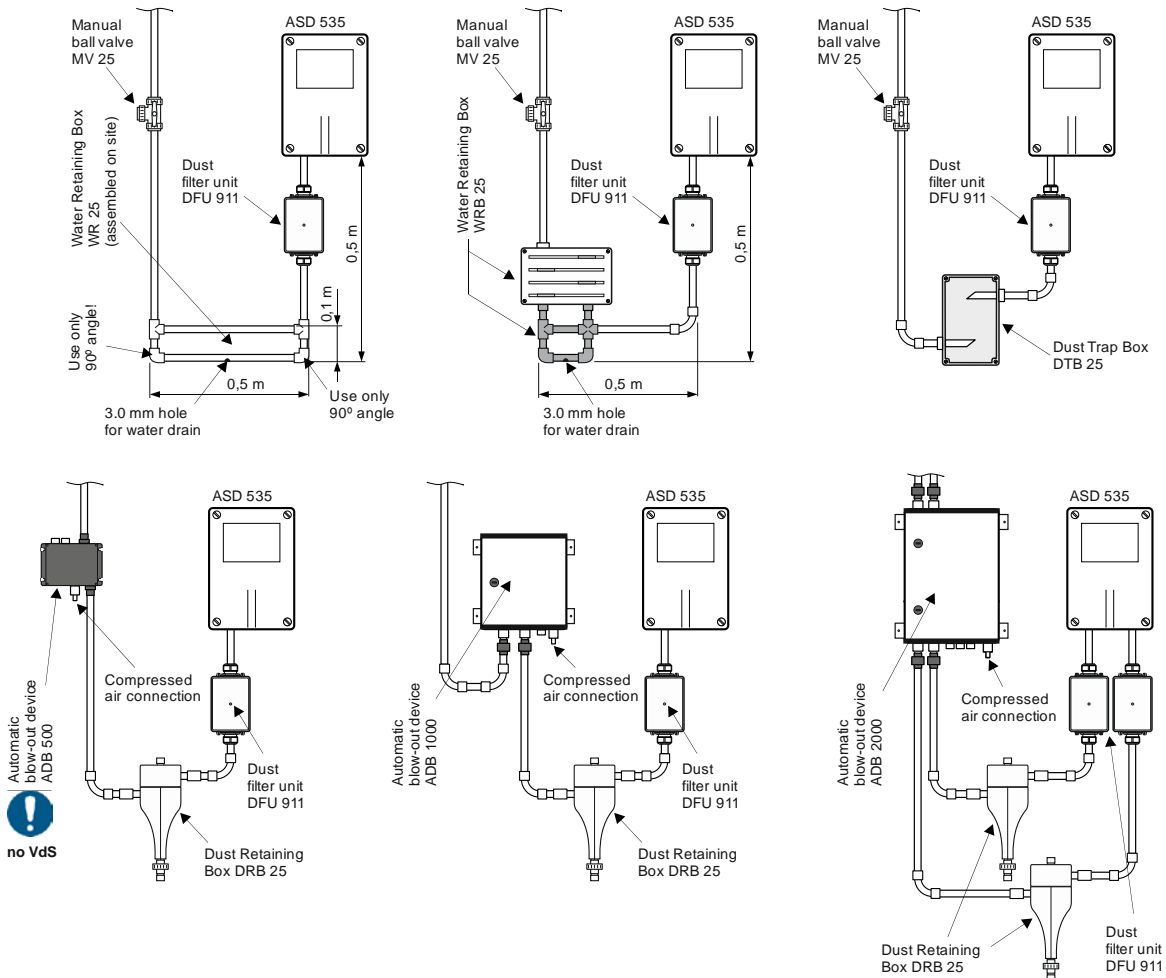 Manual
ball valve
MV 25
ASD 535
Water Retaining Box
WR 25
(assembled on site)
Dust
filter unit
DFU 911
0,5 m
0,1 m
Use only
90º angle!
0,5 m
Use only
90º angle
3.0 mm hole
for water drain
Manual
ball valve
MV 25
ASD 535
Water Retaining Box
WRB 25
Dust
filter unit
DFU 911
0,5 m
0,5 m
3.0 mm hole
for water drain
Manual
ball valve
MV 25
ASD 535
Dust
filter unit
DFU 911
Dust Trap Box
DTB 25
ASD 535
Compressed
air connection
Automatic
blow-out device
ADB 500
no VdS
Dust
filter unit
DFU 911
Dust Retaining
Box DRB 25
ASD 535
Compressed
air connection
Automatic
blow-out device
ADB 1000
Dust
filter unit
DFU 911
Dust Retaining
Box DRB 25
ASD 535
Compressed
air connection
Automatic
blow-out device
ADB 2000
Dust Retaining
Box DRB 25
Dust
filter unit
DFU 911